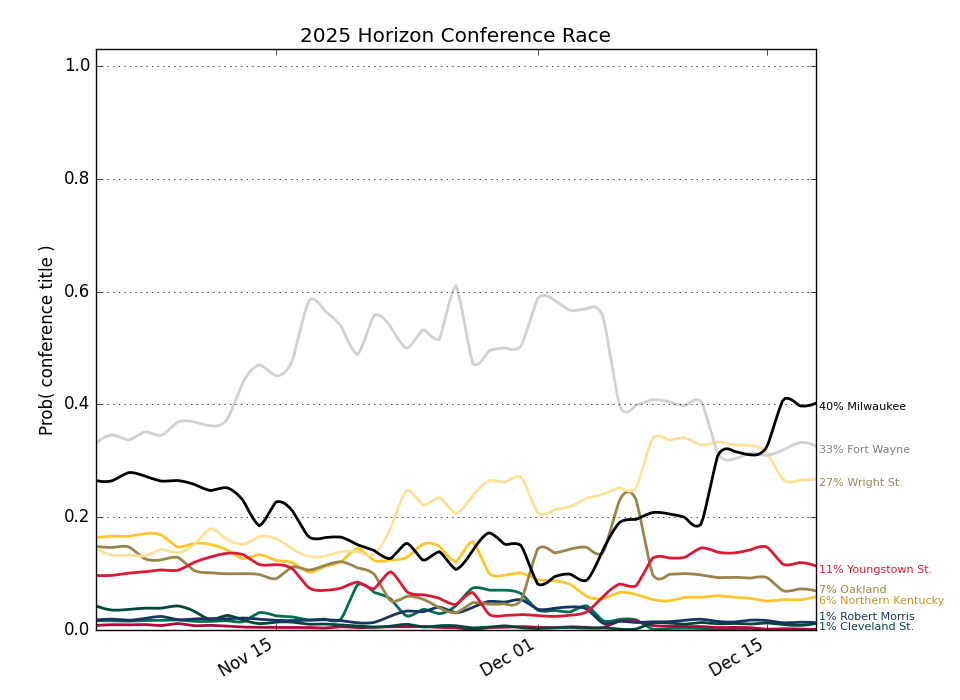 2025 Horizon Conference Race
Prob( conference title )
1.0
0.8
0.6
0.4
0.2
0.0
Nov 15
Dec 01
Dec 15
40% Milwaukee
33% Fort Wayne
27% Wright St.
11% Youngstown St.
7% Oakland
6% Northern Kentucky
1% Robert Morris
1% Cleveland St.